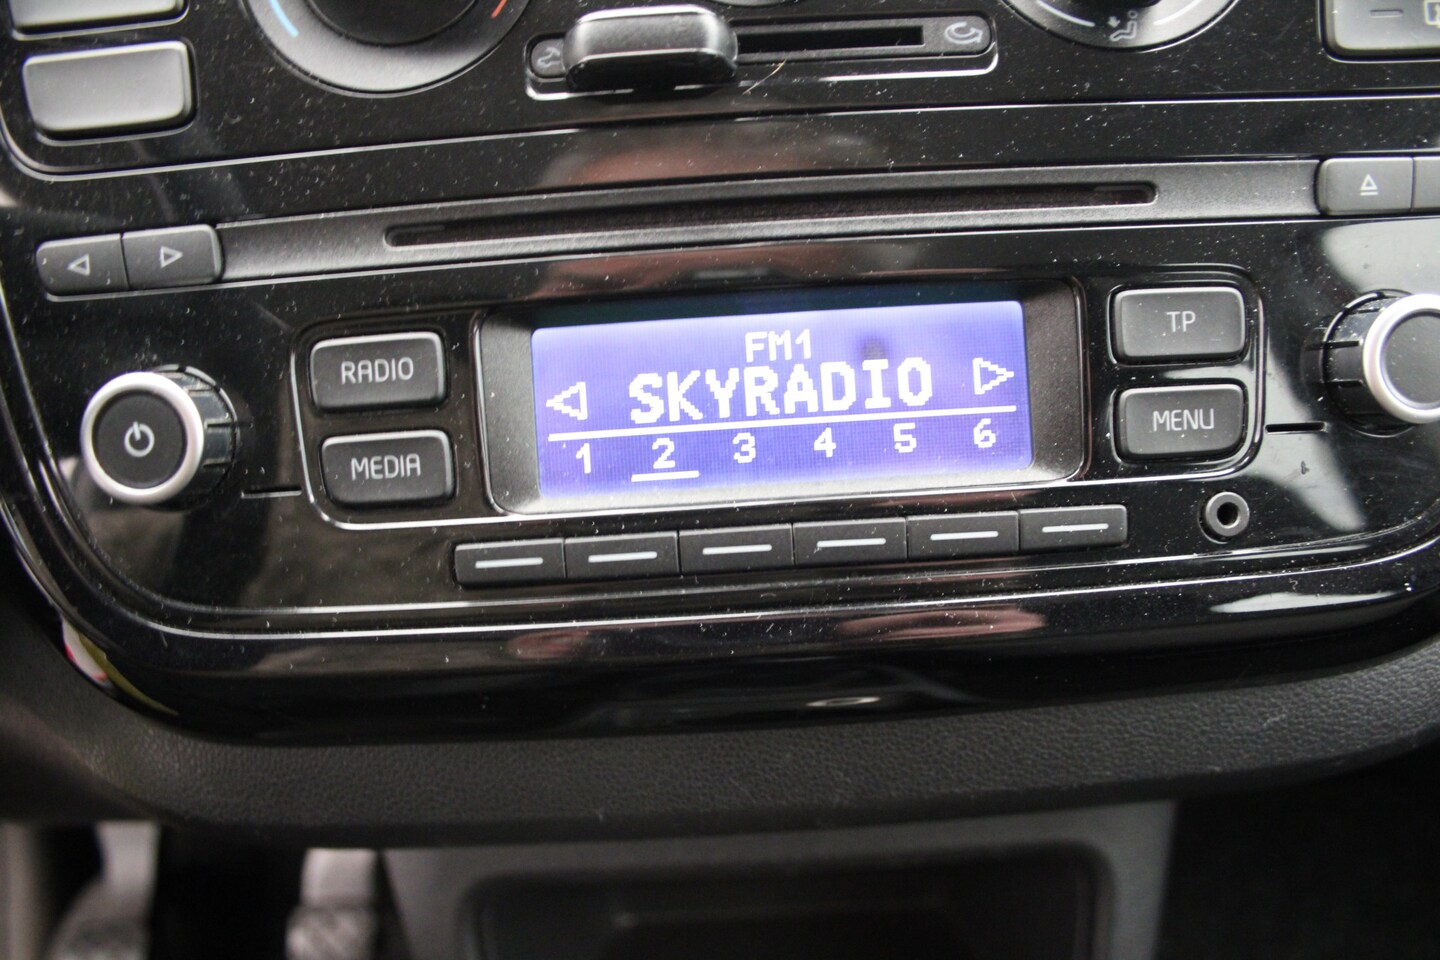 RADIO
MEDIA
FM1
SKYRADIO
1 2 3 4 5 6
TP
MENU